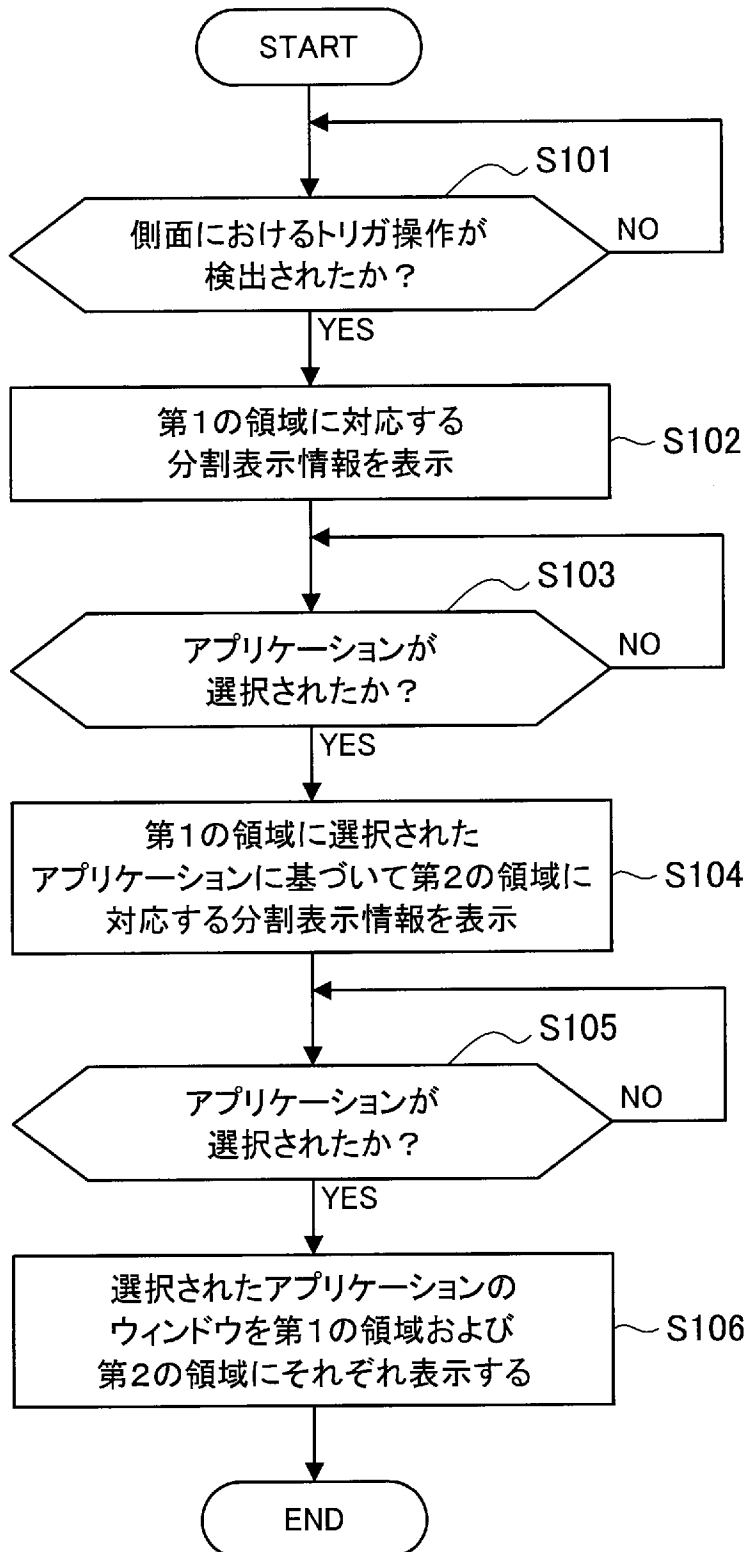 START
S101
側面におけるトリガ操作が
検出されたか？
NO
YES
第1の領域に対応する
分割表示情報を表示
S102
S103
アプリケーションが
選択されたか？
NO
YES
第1の領域に選択された
アプリケーションに基づいて第2の領域に
対応する分割表示情報を表示
S104
S105
アプリケーションが
選択されたか？
NO
YES
選択されたアプリケーションの
ウィンドウを第1の領域および
第2の領域にそれぞれ表示する
S106
END